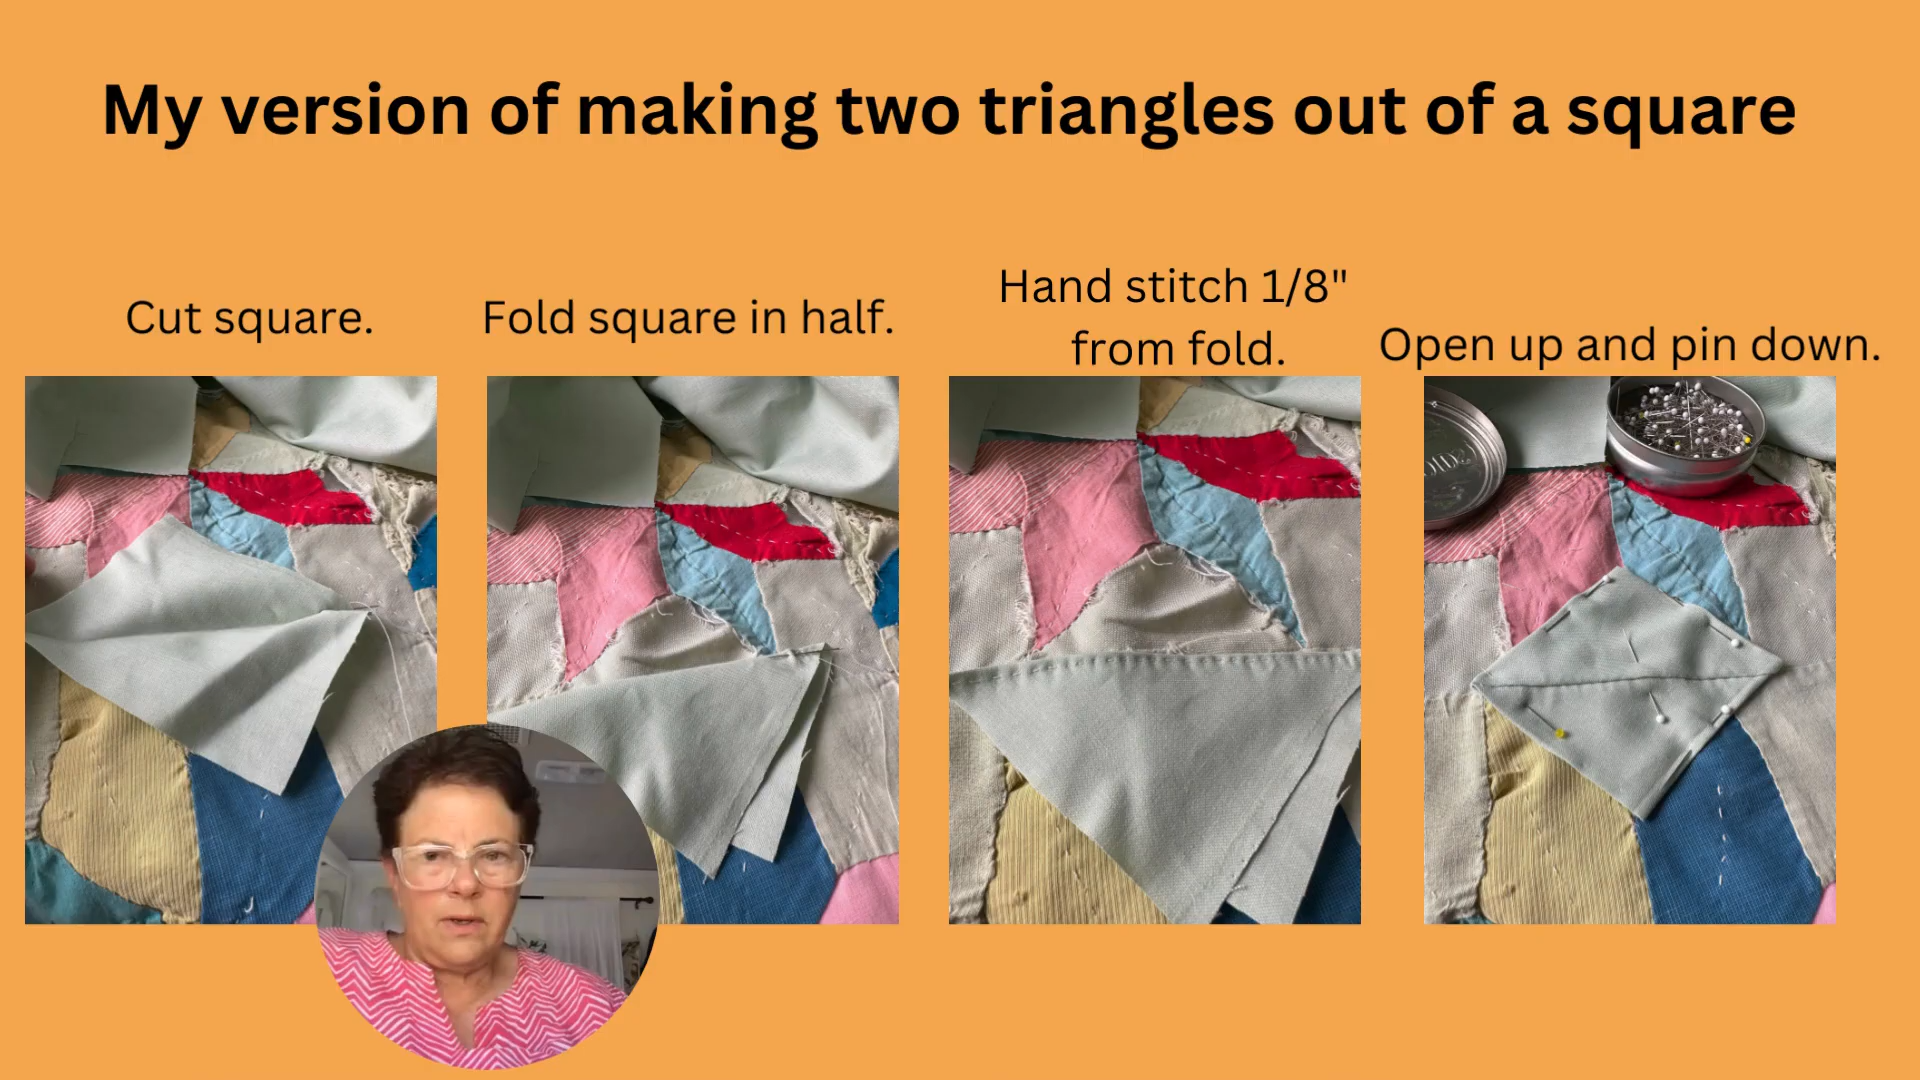 My version of making two triangles out of a square
Cut square.
Fold square in half.
Hand stitch 1/8"
from fold.
Open up and pin down.